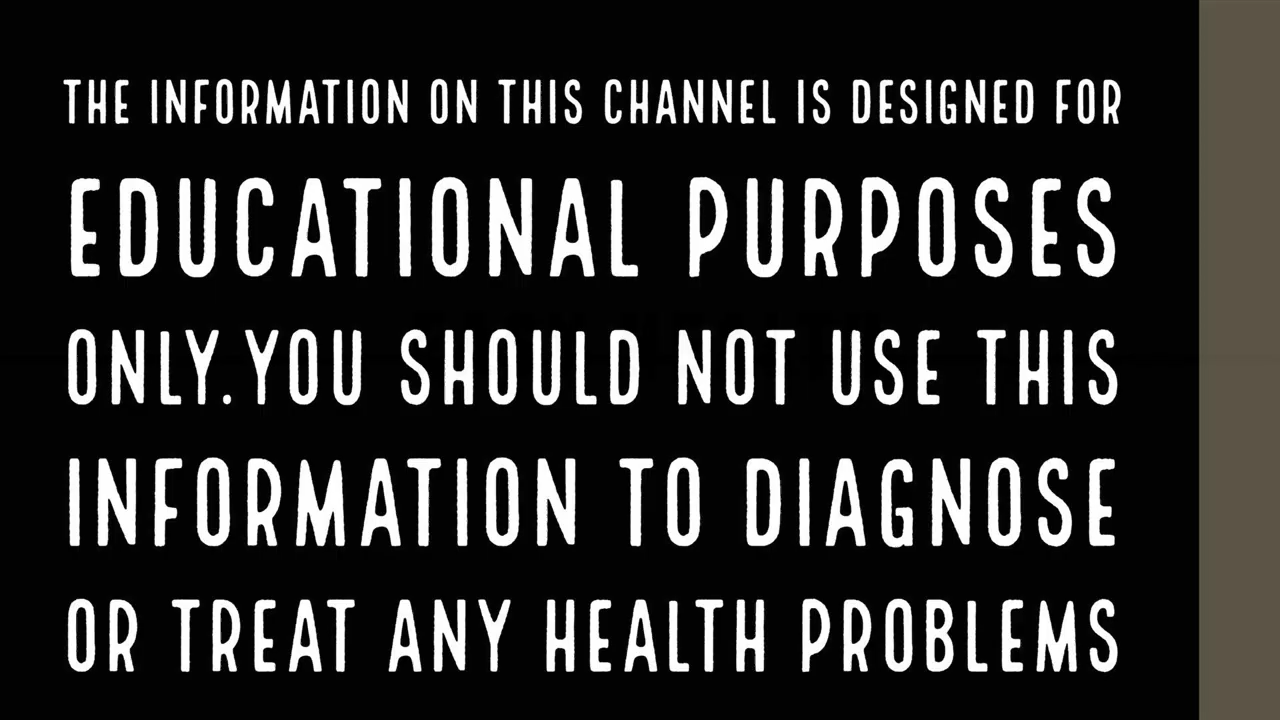 THE INFORMATION ON THIS CHANNEL IS DESIGNED FOR
EDUCATIONAL PURPOSES
ONLY.YOU SHOULD NOT USE THIS
INFORMATION TO DIAGNOSE
OR TREAT ANY HEALTH PROBLEMS